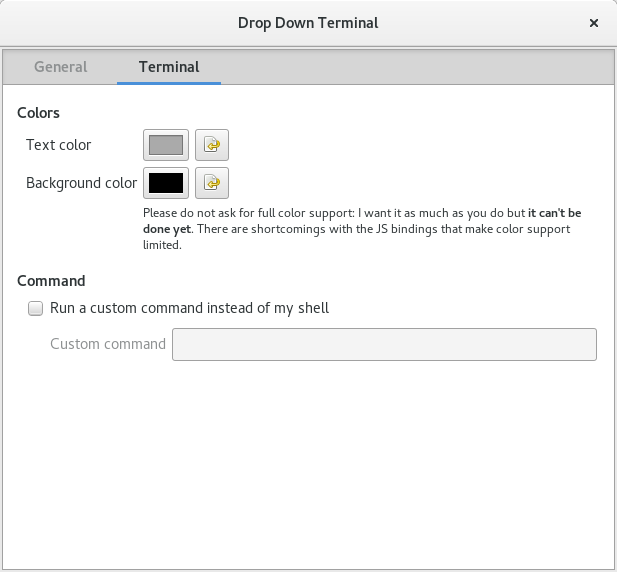 Drop Down Terminal
General Terminal
Colors
Text color
Background color
Please do not ask for full color support: I want it as much as you do but it can't be
done yet. There are shortcomings with the JS bindings that make color support
limited.
Command
Run a custom command instead of my shell
Custom command